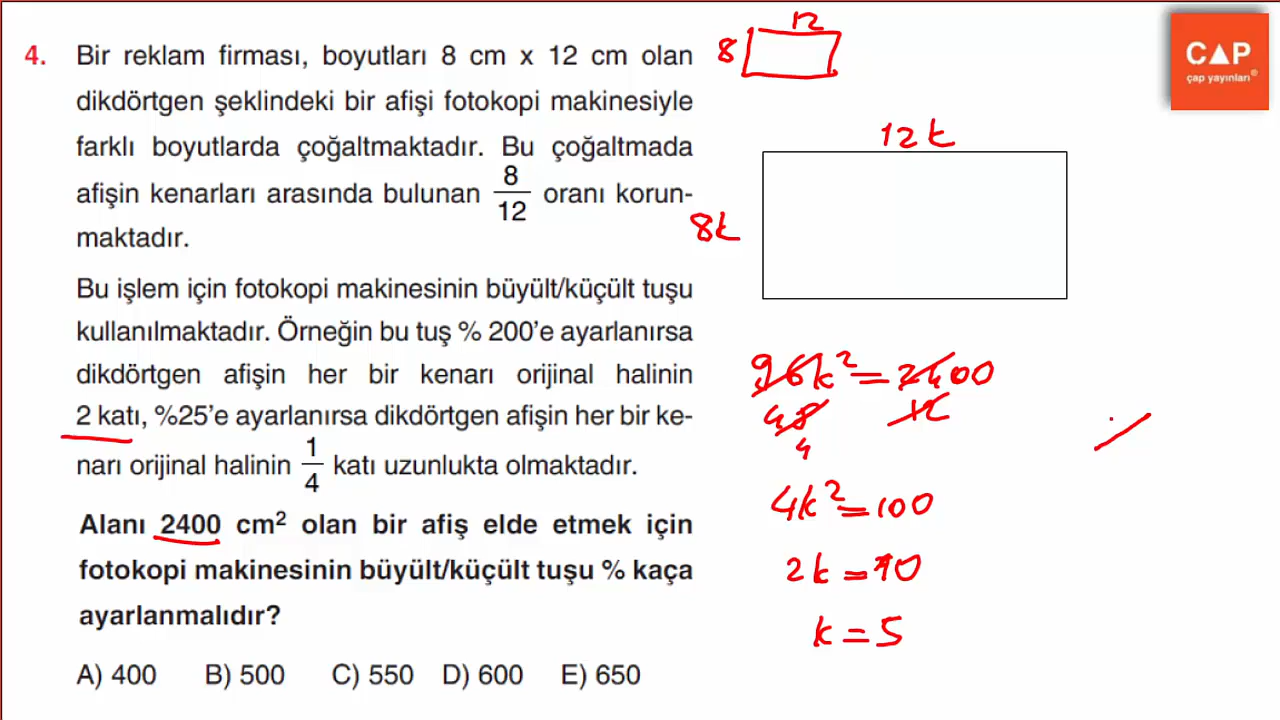 4. Bir reklam firması, boyutları 8 cm x 12 cm olan
dikdörtgen şeklindeki bir afişi fotokopi makinesiyle
farklı boyutlarda çoğaltmaktadır. Bu çoğaltmada
afişin kenarları arasında bulunan 8/12 oranı korun-
maktadır.
Bu işlem için fotokopi makinesinin büyült/küçült tuşu
kullanılmaktadır. Örneğin bu tuş % 200'e ayarlanırsa
dikdörtgen afişin her bir kenarı orijinal halinin
2 katı, %25'e ayarlanırsa dikdörtgen afişin her bir ke-
narı orijinal halinin 1/4 katı uzunlukta olmaktadır.
Alanı 2400 cm² olan bir afiş elde etmek için
fotokopi makinesinin büyült/küçült tuşu % kaça
ayarlanmalıdır?
A) 400 B) 500 C) 550 D) 600 E) 650
12
8
12k
8k
96k² = 2400
48 12
4
4k² = 100
2k = 10
k = 5
ÇAP
çap yayınları®